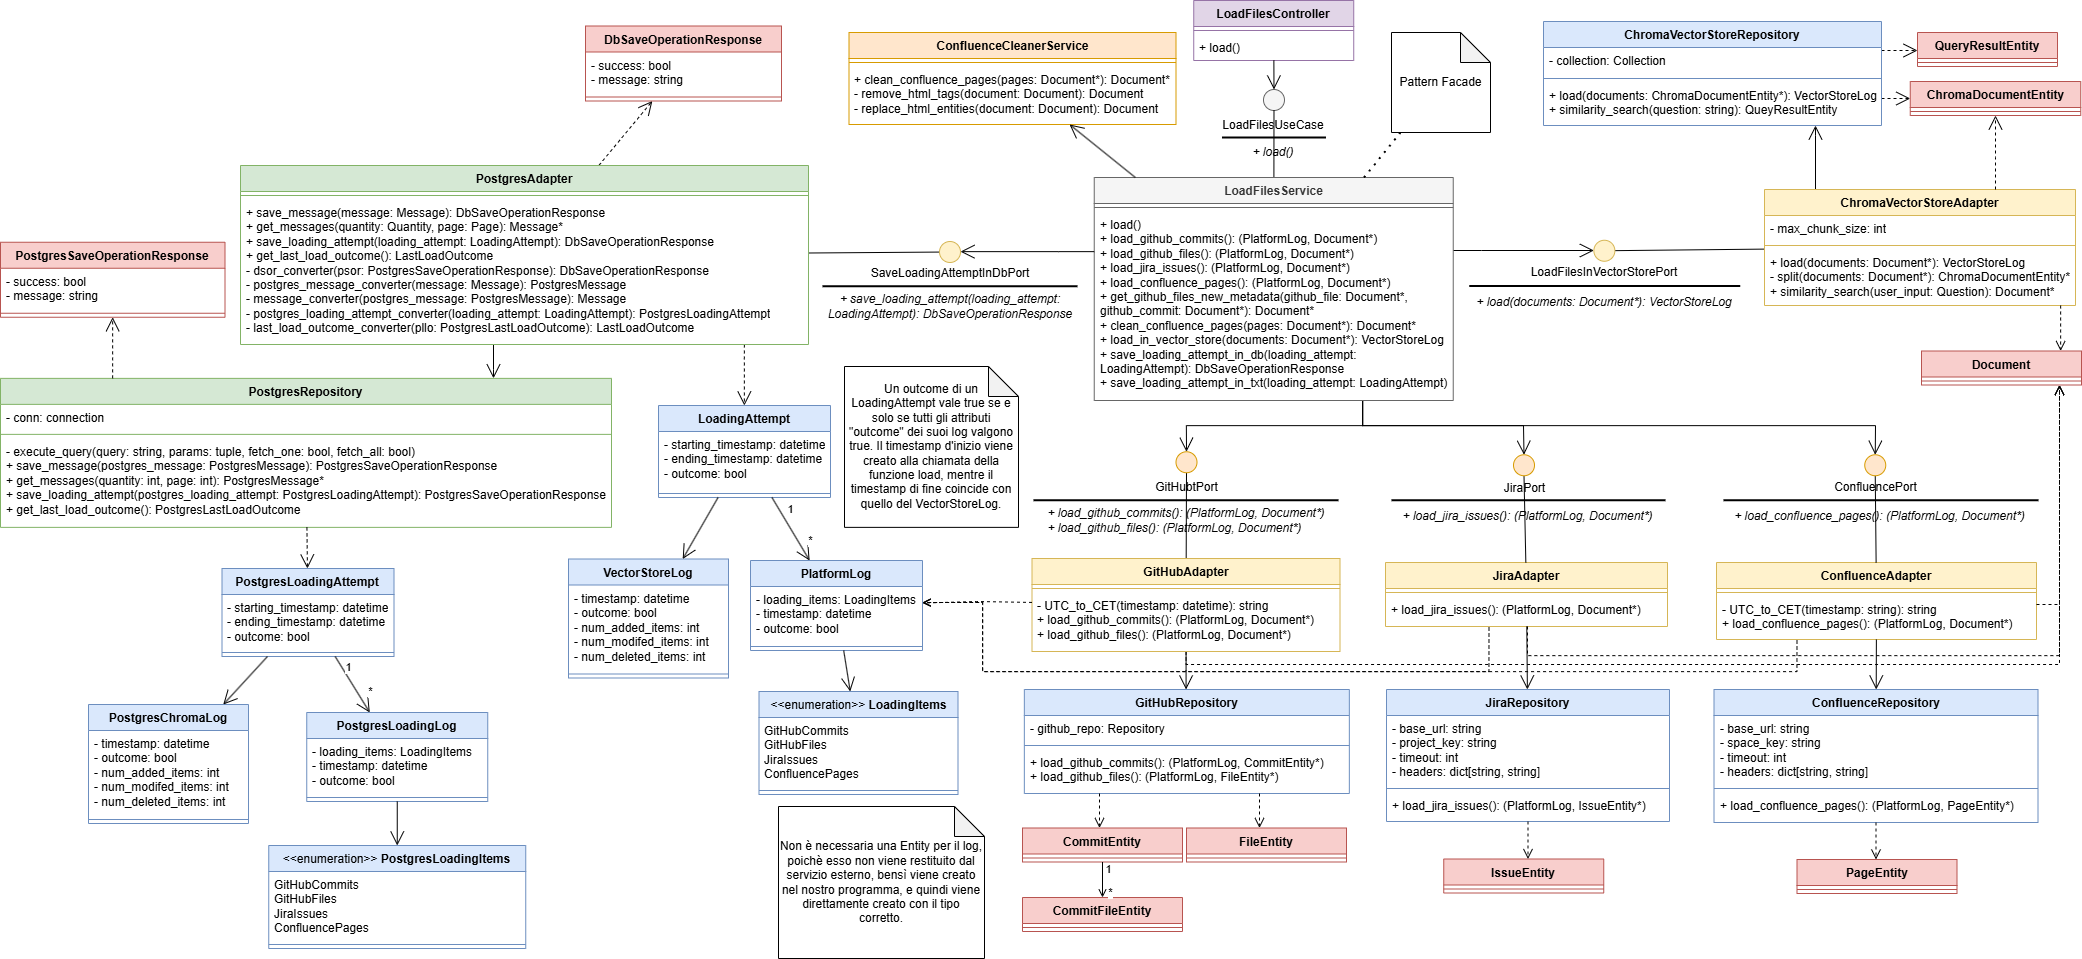 DbSaveOperationResponse
- success: bool
- message: string
ConfluenceCleanerService
+ clean_confluence_pages(pages: Document*): Document*
- remove_html_tags(document: Document): Document
- replace_html_entities(document: Document): Document
LoadFilesController
+ load()
LoadFilesUseCase
+ load()
Pattern Facade
ChromaVectorStoreRepository
- collection: Collection
+ load(documents: ChromaDocumentEntity*): VectorStoreLog
+ similarity_search(question: string): QueyResultEntity
QueryResultEntity
ChromaDocumentEntity
PostgresAdapter
+ save_message(message: Message): DbSaveOperationResponse
+ get_messages(quantity: Quantity, page: Page): Message*
+ save_loading_attempt(loading_attempt: LoadingAttempt): DbSaveOperationResponse
+ get_last_load_outcome(): LastLoadOutcome
- dsor_converter(psor: PostgresSaveOperationResponse): DbSaveOperationResponse
- postgres_message_converter(message: Message): PostgresMessage
- message_converter(postgres_message: PostgresMessage): Message
- postgres_loading_attempt_converter(loading_attempt: LoadingAttempt): PostgresLoadingAttempt
- last_load_outcome_converter(pllo: PostgresLastLoadOutcome): LastLoadOutcome
PostgresSaveOperationResponse
- success: bool
- message: string
SaveLoadingAttemptInDbPort
+ save_loading_attempt(loading_attempt:
LoadingAttempt): DbSaveOperationResponse
LoadFilesService
+ load()
+ load_github_commits(): (PlatformLog, Document*)
+ load_github_files(): (PlatformLog, Document*)
+ load_jira_issues(): (PlatformLog, Document*)
+ load_confluence_pages(): (PlatformLog, Document*)
+ get_github_files_new_metadata(github_file: Document*,
github_commit: Document*): Document*
+ clean_confluence_pages(pages: Document*): Document*
+ load_in_vector_store(documents: Document*): VectorStoreLog
+ save_loading_attempt_in_db(loading_attempt:
LoadingAttempt): DbSaveOperationResponse
+ save_loading_attempt_in_txt(loading_attempt: LoadingAttempt)
LoadFilesInVectorStorePort
+ load(documents: Document*): VectorStoreLog
ChromaVectorStoreAdapter
- max_chunk_size: int
+ load(documents: Document*): VectorStoreLog
- split(documents: Document*): ChromaDocumentEntity*
+ similarity_search(user_input: Question): Document*
Document
PostgresRepository
- conn: connection
- execute_query(query: string, params: tuple, fetch_one: bool, fetch_all: bool)
+ save_message(postgres_message: PostgresMessage): PostgresSaveOperationResponse
+ get_messages(quantity: int, page: int): PostgresMessage*
+ save_loading_attempt(postgres_loading_attempt: PostgresLoadingAttempt): PostgresSaveOperationResponse
+ get_last_load_outcome(): PostgresLastLoadOutcome
LoadingAttempt
- starting_timestamp: datetime
- ending_timestamp: datetime
- outcome: bool
Un outcome di un
LoadingAttempt vale true se e
solo se tutti gli attributi
"outcome" dei suoi log valgono
true. Il timestamp d'inizio viene
creato alla chiamata della
funzione load, mentre il
timestamp di fine coincide con
quello del VectorStoreLog.
GitHubtPort
+ load_github_commits(): (PlatformLog, Document*)
+ load_github_files(): (PlatformLog, Document*)
JiraPort
+ load_jira_issues(): (PlatformLog, Document*)
ConfluencePort
+ load_confluence_pages(): (PlatformLog, Document*)
1
*
PostgresLoadingAttempt
- starting_timestamp: datetime
- ending_timestamp: datetime
- outcome: bool
VectorStoreLog
- timestamp: datetime
- outcome: bool
- num_added_items: int
- num_modifed_items: int
- num_deleted_items: int
PlatformLog
- loading_items: LoadingItems
- timestamp: datetime
- outcome: bool
GitHubAdapter
- UTC_to_CET(timestamp: datetime): string
+ load_github_commits(): (PlatformLog, Document*)
+ load_github_files(): (PlatformLog, Document*)
JiraAdapter
+ load_jira_issues(): (PlatformLog, Document*)
ConfluenceAdapter
- UTC_to_CET(timestamp: string): string
+ load_confluence_pages(): (PlatformLog, Document*)
1
*
PostgresChromaLog
- timestamp: datetime
- outcome: bool
- num_added_items: int
- num_modifed_items: int
- num_deleted_items: int
PostgresLoadingLog
- loading_items: LoadingItems
- timestamp: datetime
- outcome: bool
<<enumeration>> LoadingItems
GitHubCommits
GitHubFiles
JiraIssues
ConfluencePages
GitHubRepository
- github_repo: Repository
+ load_github_commits(): (PlatformLog, CommitEntity*)
+ load_github_files(): (PlatformLog, FileEntity*)
JiraRepository
- base_url: string
- project_key: string
- timeout: int
- headers: dict[string, string]
+ load_jira_issues(): (PlatformLog, IssueEntity*)
ConfluenceRepository
- base_url: string
- space_key: string
- timeout: int
- headers: dict[string, string]
+ load_confluence_pages(): (PlatformLog, PageEntity*)
<<enumeration>> PostgresLoadingItems
GitHubCommits
GitHubFiles
JiraIssues
ConfluencePages
Non è necessaria una Entity per il log,
poichè esso non viene restituito dal
servizio esterno, bensì viene creato
nel nostro programma, e quindi viene
direttamente creato con il tipo
corretto.
CommitEntity
FileEntity
1
*
CommitFileEntity
IssueEntity
PageEntity